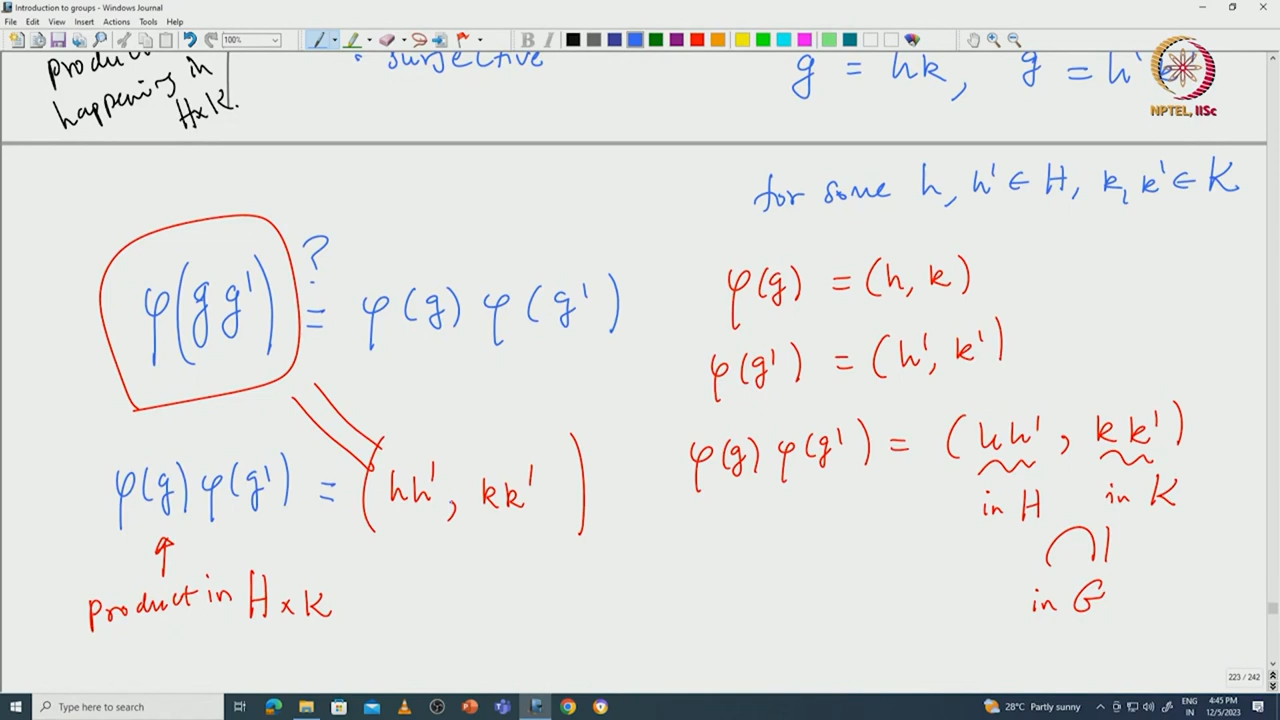 Introduction to groups - Windows Journal
File Edit View Insert Actions Tools Help
100%
B I
NPTEL, IISc
happening in
H×K.
surjective
g = hk, g' = h'k'
for some h, h' ∈ H, k, k' ∈ K
φ(gg') ?= φ(g) φ(g')
φ(g) φ(g') = (hh', kk')
product in H×K
φ(g) = (h, k)
φ(g') = (h', k')
φ(g) φ(g') = (hh', kk')
in H in K
in G
223 / 242
Type here to search
28°C Partly sunny
ENG
IN
4:45 PM
12/5/2023